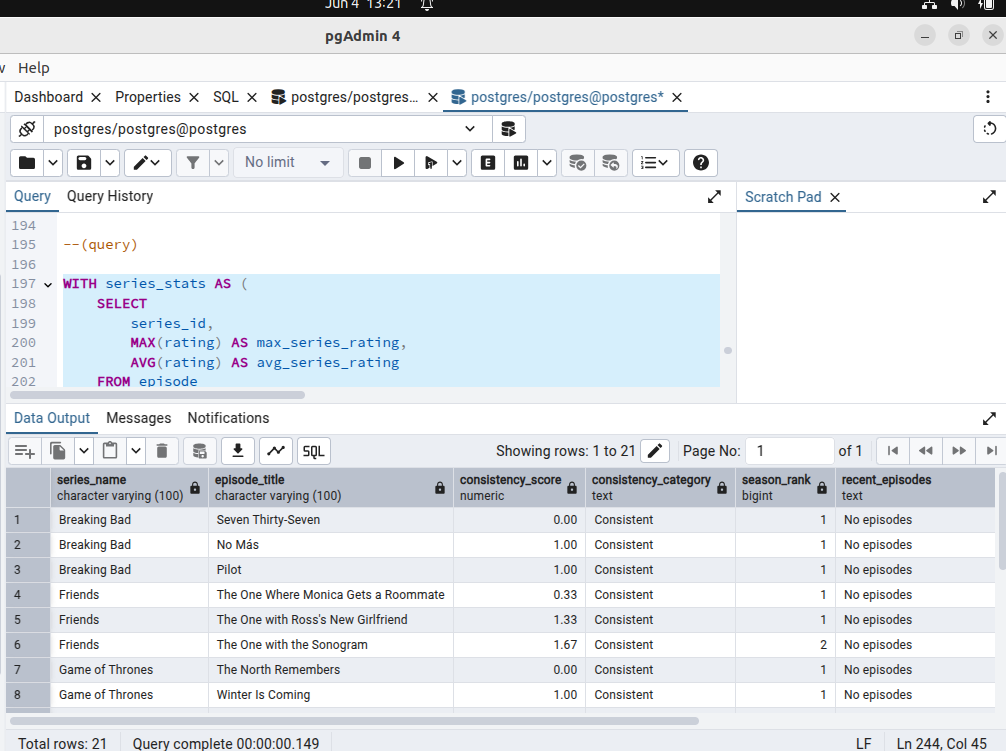 Jun 4 13:21
pgAdmin 4
Help
Dashboard Properties SQL postgres/postgres... postgres/postgres@postgres*
postgres/postgres@postgres
No limit E
Query Query History Scratch Pad
194
195 --(query)
196
197 WITH series_stats AS (
198 SELECT
199 series_id,
200 MAX(rating) AS max_series_rating,
201 AVG(rating) AS avg_series_rating
202 FROM episode
Data Output Messages Notifications
SQL Showing rows: 1 to 21 Page No: 1 of 1
series_name episode_title consistency_score consistency_category season_rank recent_episodes
character varying (100) character varying (100) numeric text bigint text
1 Breaking Bad Seven Thirty-Seven 0.00 Consistent 1 No episodes
2 Breaking Bad No Más 1.00 Consistent 1 No episodes
3 Breaking Bad Pilot 1.00 Consistent 1 No episodes
4 Friends The One Where Monica Gets a Roommate 0.33 Consistent 1 No episodes
5 Friends The One with Ross's New Girlfriend 1.33 Consistent 1 No episodes
6 Friends The One with the Sonogram 1.67 Consistent 2 No episodes
7 Game of Thrones The North Remembers 0.00 Consistent 1 No episodes
8 Game of Thrones Winter Is Coming 1.00 Consistent 1 No episodes
Total rows: 21 Query complete 00:00:00.149 LF Ln 244, Col 45